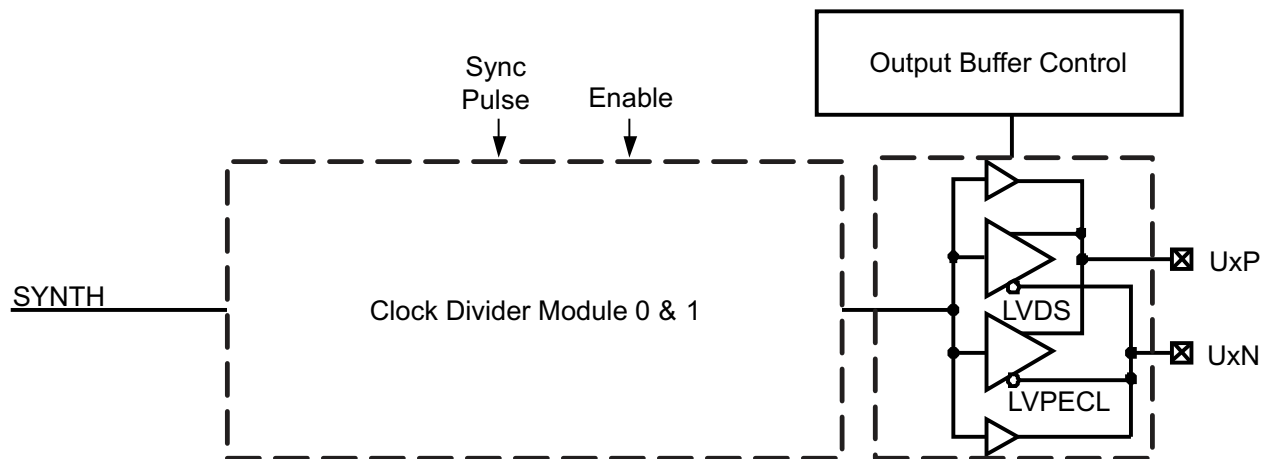 Output Buffer Control
Sync
Pulse
Enable
SYNTH
Clock Divider Module 0 & 1
LVDS
LVPECL
UxP
UxN